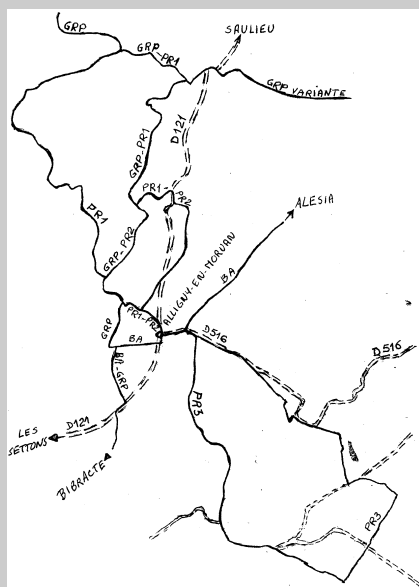 SAULIEU
GRP
GRP-PR1
GRP VARIANTE
D121
GRP-PR1
PR1-
PR2
ALESIA
PR1
GRP-PR2
ALLIGNY-EN-MORVAN
BA
PR1-PR2
GRP
BA
D516
D516
BA-GRP
PR3
D121
LES
SETTONS
BIBRACTE
PR3